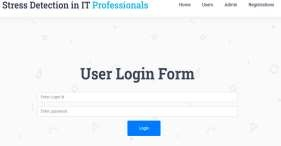 Stress Detection in IT Professionals
Home Users Admin Registrations
User Login Form
Enter Login Id
Enter password
Login